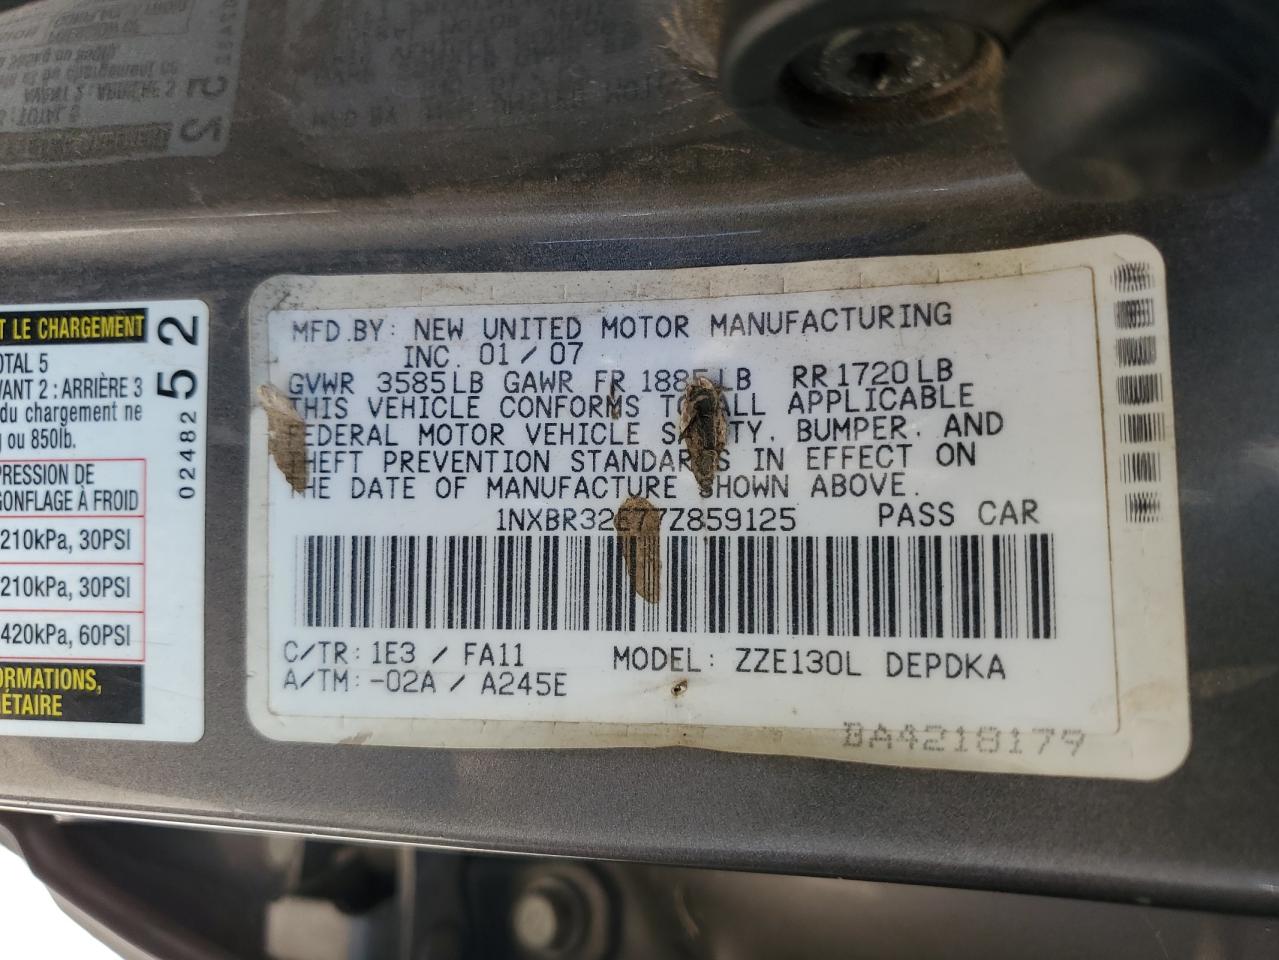 ET LE CHARGEMENT
OTAL 5
VANT 2 : ARRIÈRE 3
du chargement ne
g ou 850lb.
PRESSION DE
GONFLAGE À FROID
210kPa, 30PSI
210kPa, 30PSI
420kPa, 60PSI
ORMATIONS,
ÉTAIRE
02482 52
MFD.BY: NEW UNITED MOTOR MANUFACTURING
INC. 01/07
GVWR 3585LB GAWR FR 1885LB RR 1720LB
THIS VEHICLE CONFORMS TO ALL APPLICABLE
FEDERAL MOTOR VEHICLE SAFETY, BUMPER, AND
THEFT PREVENTION STANDARDS IN EFFECT ON
THE DATE OF MANUFACTURE SHOWN ABOVE.
1NXBR32E77Z859125 PASS CAR
C/TR: 1E3 / FA11 MODEL: ZZE130L DEPDKA
A/TM: -02A / A245E
BA4218179